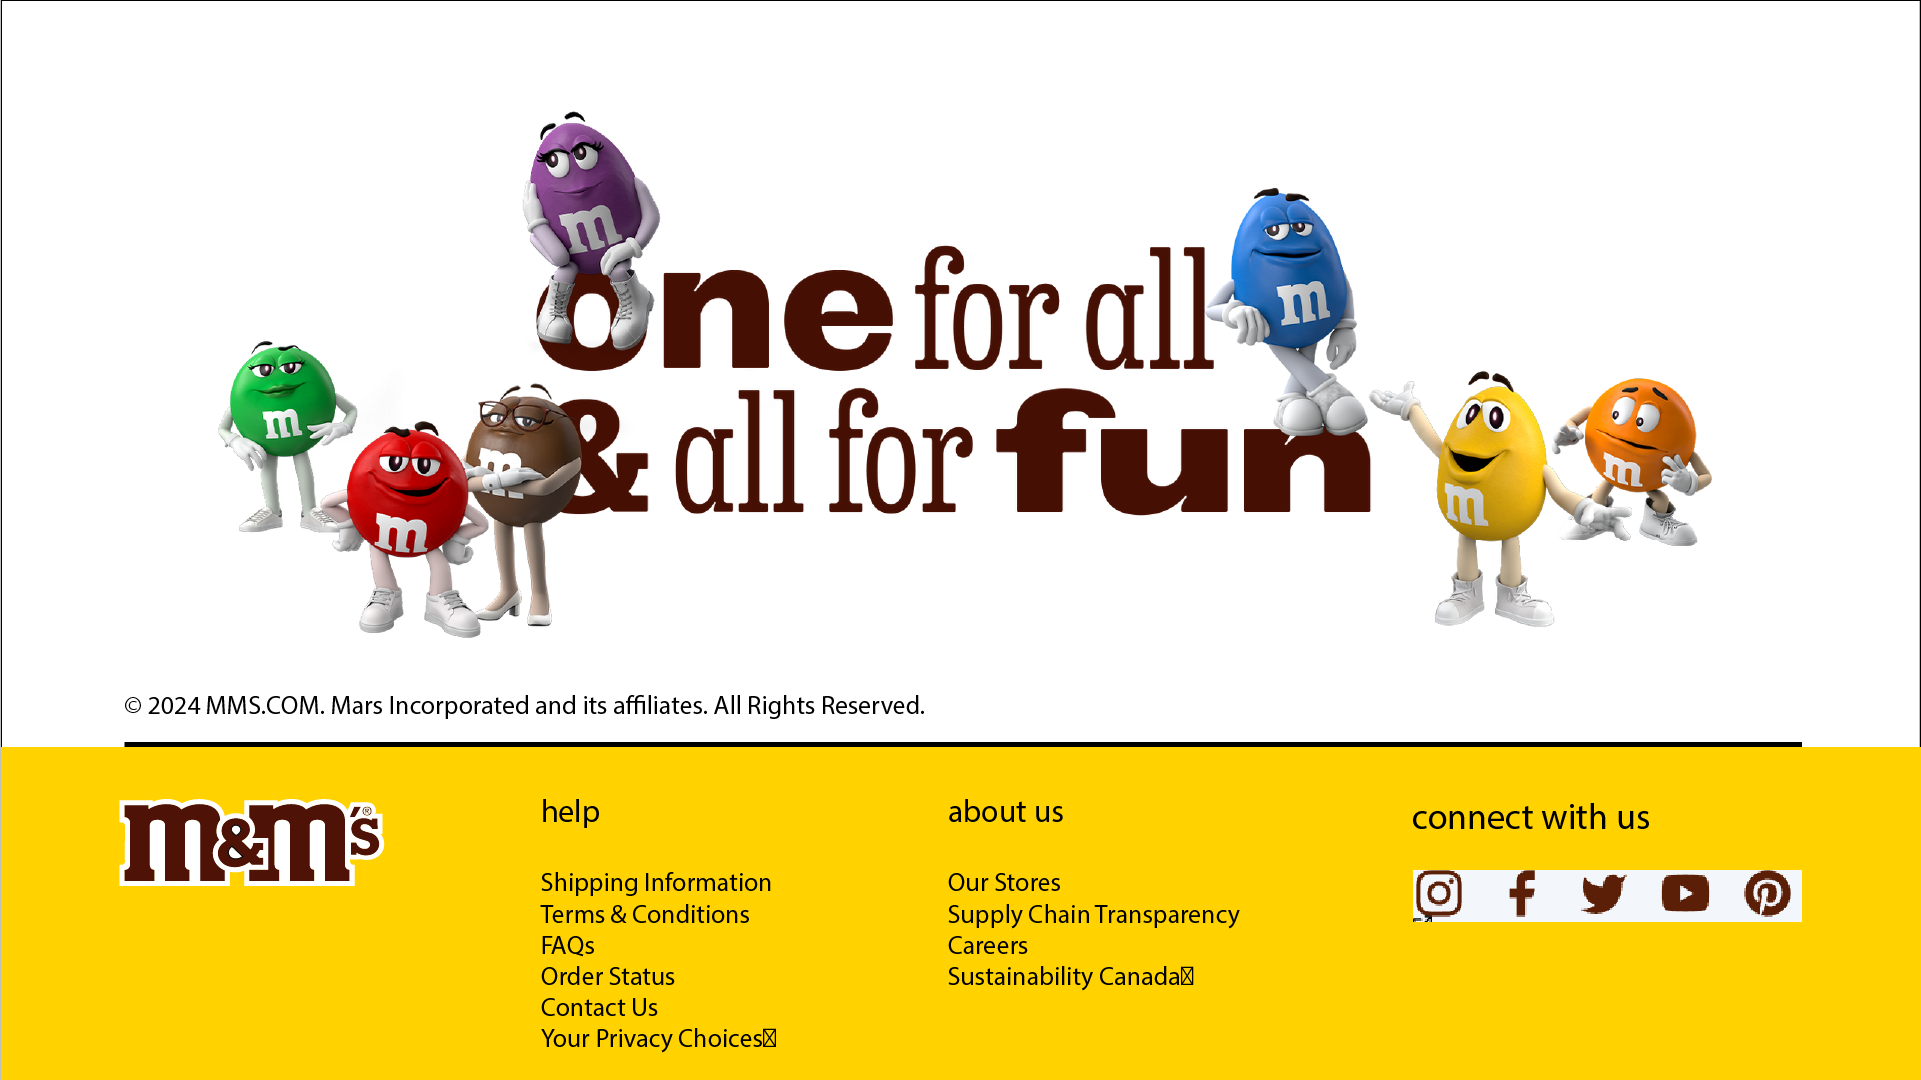 one for all
& all for fun
m
m
m
m
m
m
m
© 2024 MMS.COM. Mars Incorporated and its affiliates. All Rights Reserved.
m&m's®
help
Shipping Information
Terms & Conditions
FAQs
Order Status
Contact Us
Your Privacy Choices
about us
Our Stores
Supply Chain Transparency
Careers
Sustainability Canada
connect with us